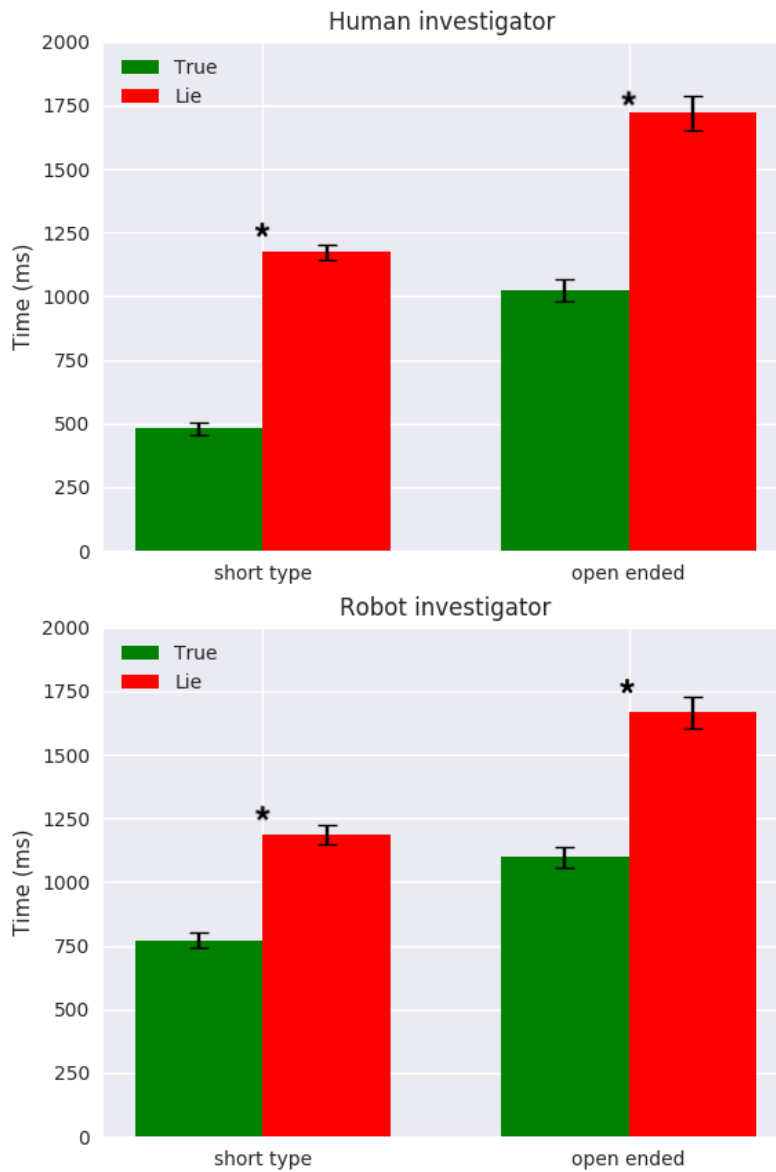 Human investigator
2000
True
Lie
1750
*
1500
1250
*
Time (ms)
1000
750
500
250
0
short type open ended
Robot investigator
2000
True
Lie
1750
*
1500
1250
*
Time (ms)
1000
750
500
250
0
short type open ended